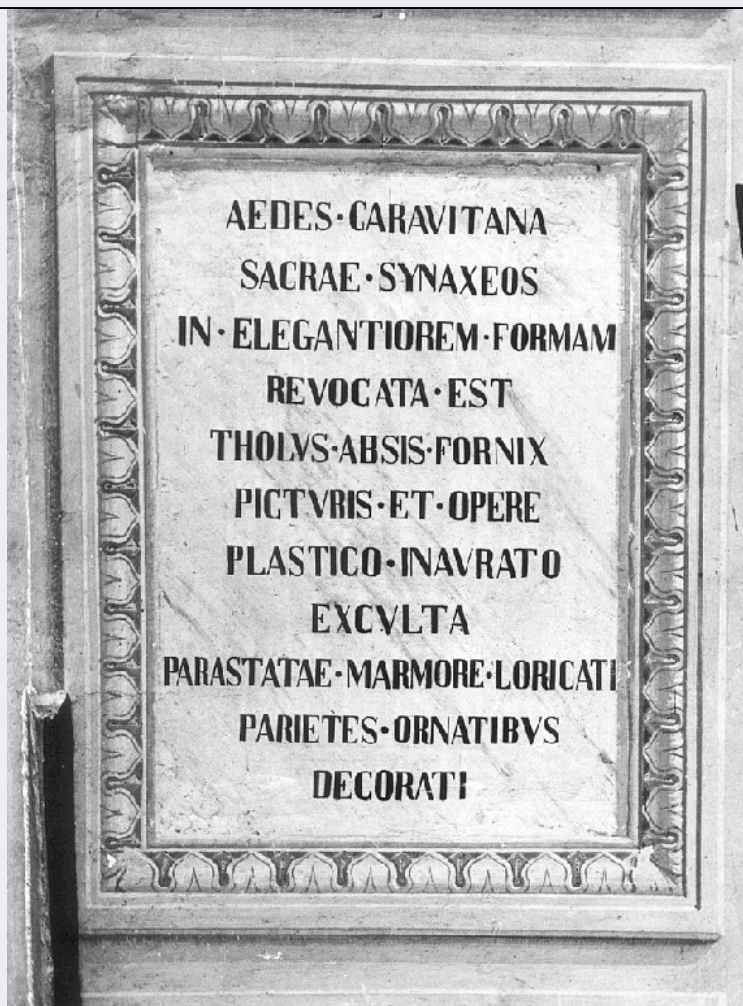 AEDES·CARAVITANA
SACRAE·SYNAXEOS
IN·ELEGANTIOREM·FORMAM
REVOCATA·EST
THOLVS·ABSIS·FORNIX
PICTVRIS·ET·OPERE
PLASTICO·INAVRATO
EXCVLTA
PARASTATAE·MARMORE·LORICATI
PARIETES·ORNATIBVS
DECORATI